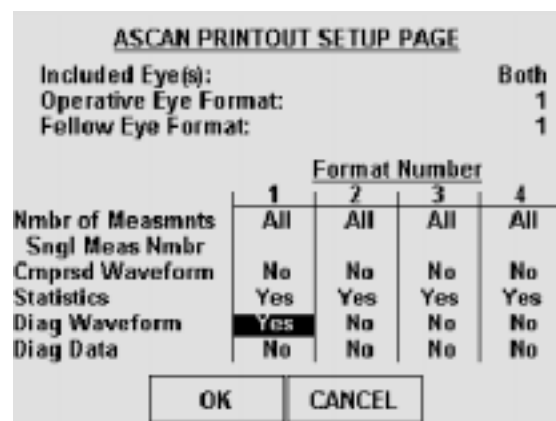 ASCAN PRINTOUT SETUP PAGE
Included Eye(s): Both
Operative Eye Format: 1
Fellow Eye Format: 1
Format Number
1 2 3 4
Nmbr of Measmnts All All All All
Sngl Meas Nmbr
Cmprsd Waveform No No No No
Statistics Yes Yes Yes Yes
Diag Waveform Yes No No No
Diag Data No No No No
OK CANCEL